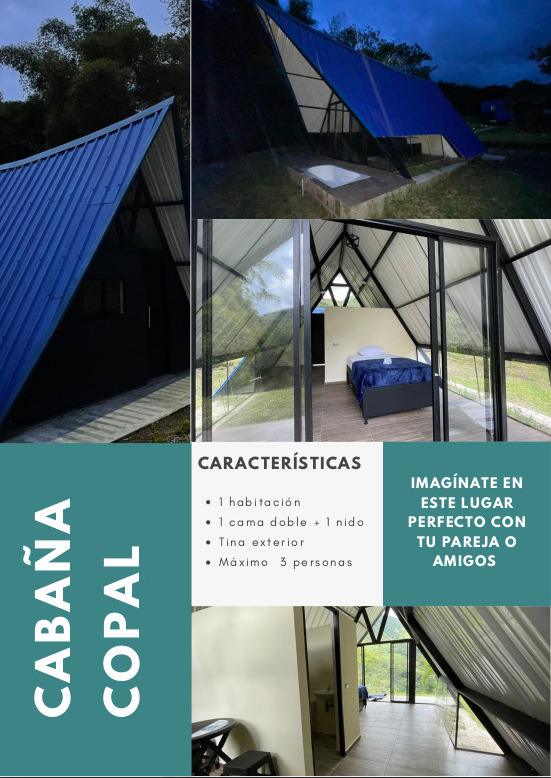 CABAÑA
COPAL
CARACTERÍSTICAS
• 1 habitación
• 1 cama doble + 1 nido
• Tina exterior
• Máximo 3 personas
IMAGÍNATE EN
ESTE LUGAR
PERFECTO CON
TU PAREJA O
AMIGOS